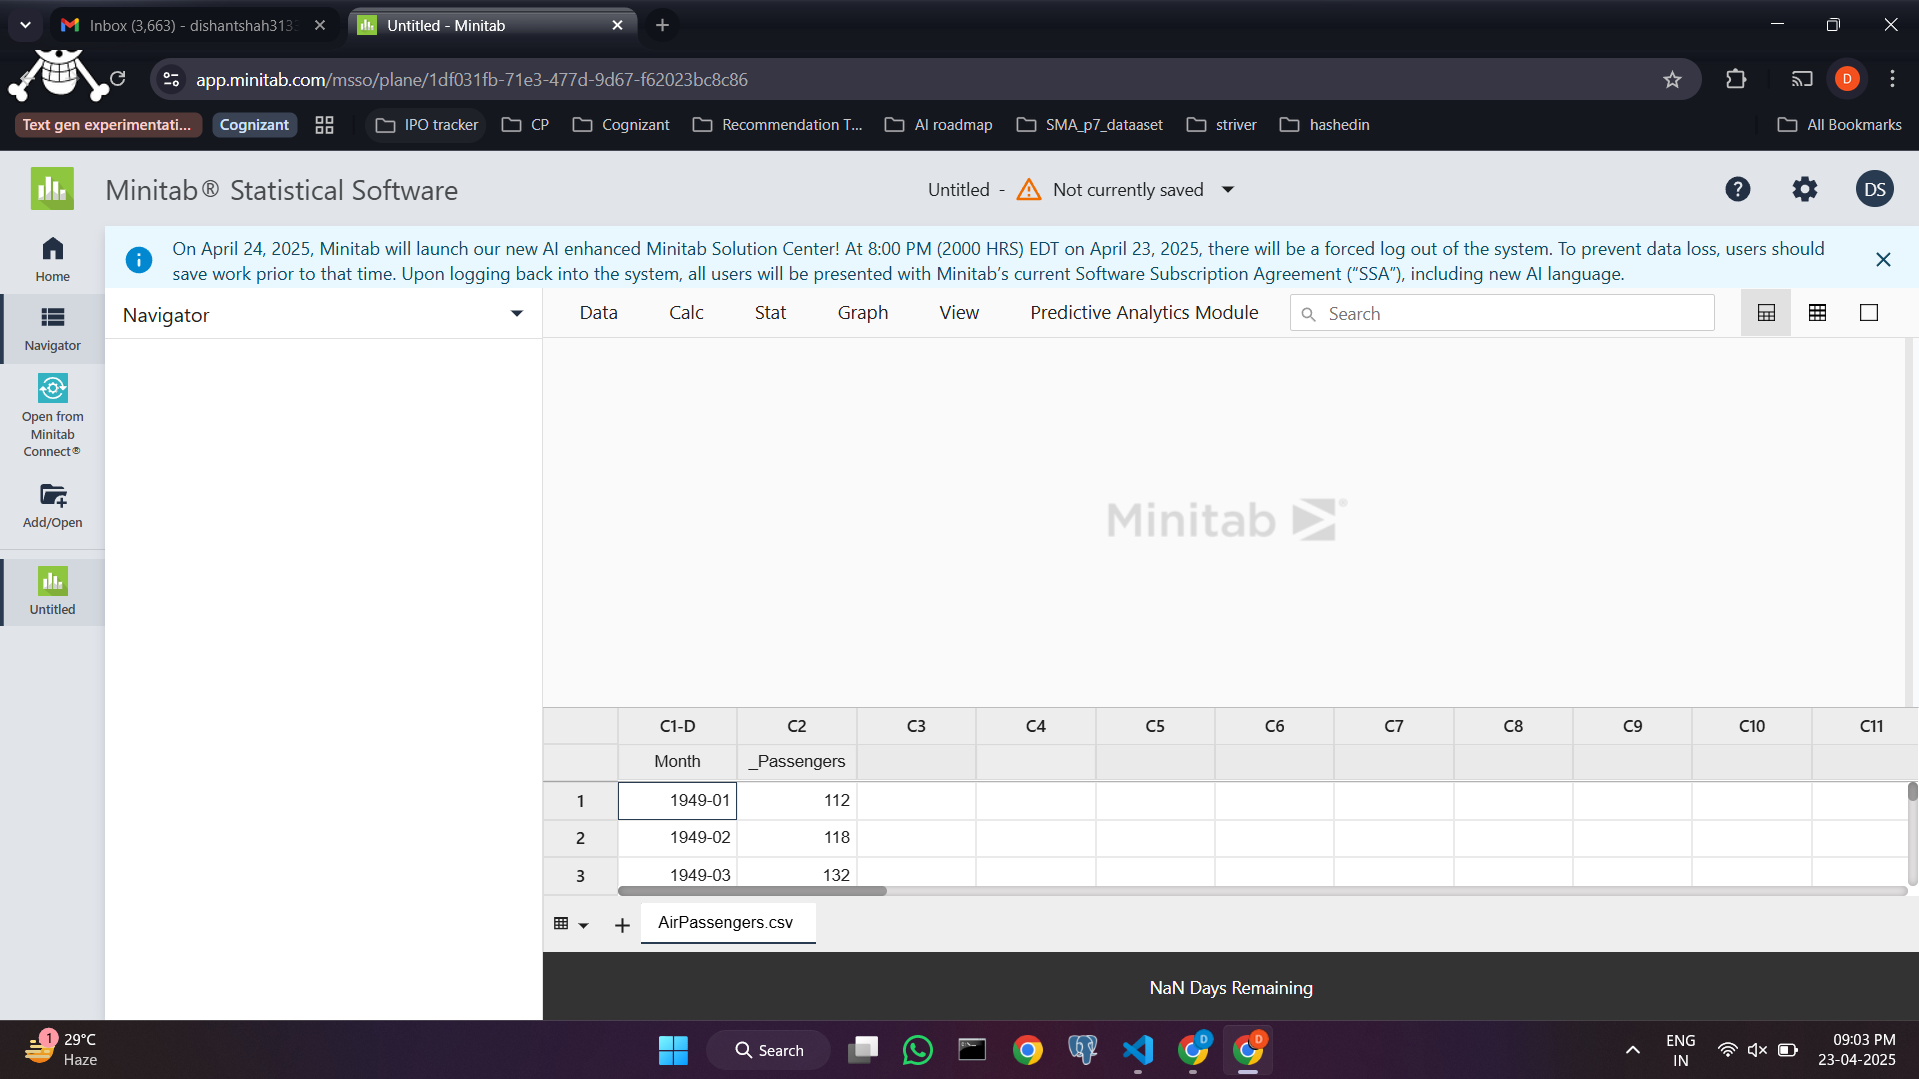 Inbox (3,663) - dishantshah313
Untitled - Minitab
app.minitab.com/msso/plane/1df031fb-71e3-477d-9d67-f62023bc8c86
D
Text gen experimentati...
Cognizant
IPO tracker
CP
Cognizant
Recommendation T...
AI roadmap
SMA_p7_dataaset
striver
hashedin
All Bookmarks
Minitab® Statistical Software
Untitled -
Not currently saved
DS
On April 24, 2025, Minitab will launch our new AI enhanced Minitab Solution Center! At 8:00 PM (2000 HRS) EDT on April 23, 2025, there will be a forced log out of the system. To prevent data loss, users should
save work prior to that time. Upon logging back into the system, all users will be presented with Minitab’s current Software Subscription Agreement (“SSA”), including new AI language.
Home
Navigator
Open from
Minitab
Connect®
Add/Open
Untitled
Navigator
Data
Calc
Stat
Graph
View
Predictive Analytics Module
Search
Minitab
C1-D C2 C3 C4 C5 C6 C7 C8 C9 C10 C11
Month _Passengers
1 1949-01 112
2 1949-02 118
3 1949-03 132
AirPassengers.csv
NaN Days Remaining
1
29°C
Haze
Search
D
D
ENG
IN
09:03 PM
23-04-2025